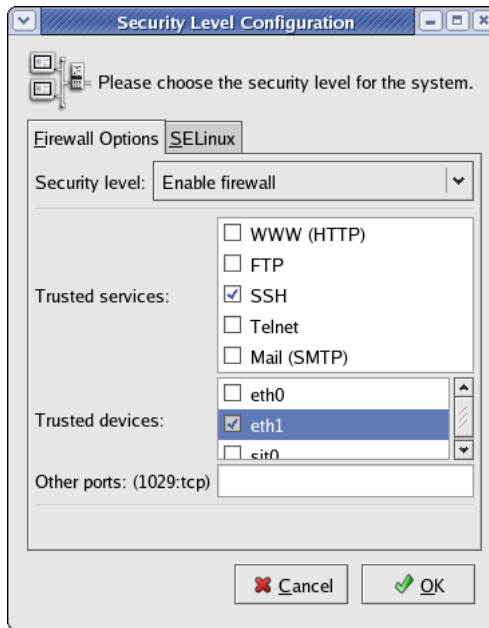 Security Level Configuration
Please choose the security level for the system.
Firewall Options SELinux
Security level: Enable firewall
Trusted services:
WWW (HTTP)
FTP
SSH
Telnet
Mail (SMTP)
Trusted devices:
eth0
eth1
sit0
Other ports: (1029:tcp)
Cancel OK